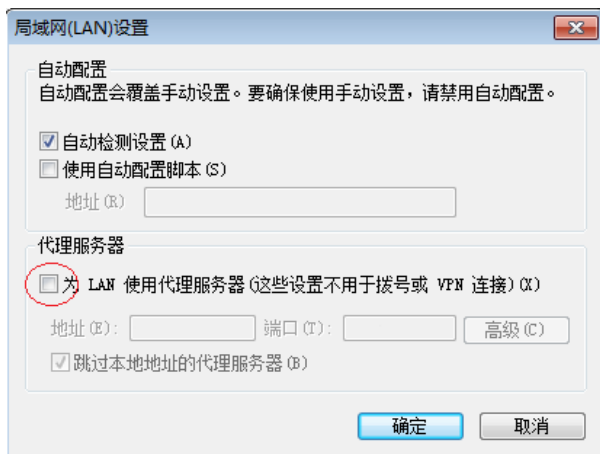 局域网(LAN)设置
自动配置
自动配置会覆盖手动设置。要确保使用手动设置，请禁用自动配置。
自动检测设置(A)
使用自动配置脚本(S)
地址(R)
代理服务器
为 LAN 使用代理服务器(这些设置不用于拨号或 VPN 连接)(X)
地址(E): 端口(T): 高级(C)
跳过本地地址的代理服务器(B)
确定 取消